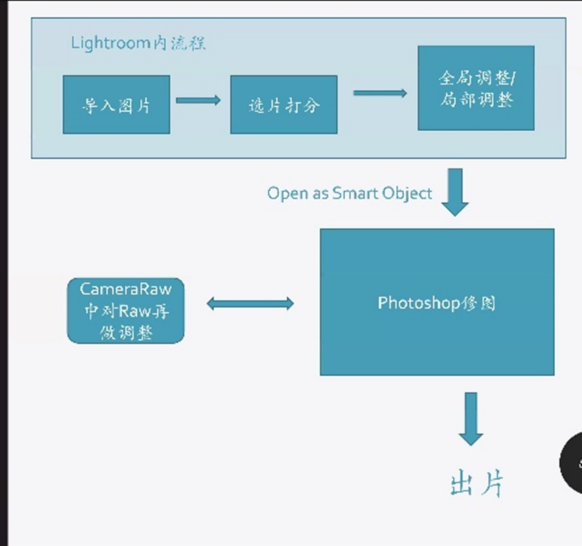 Lightroom内流程
导入图片
选片打分
全局调整/
局部调整
Open as Smart Object
CameraRaw
中对Raw再
做调整
Photoshop修图
出片